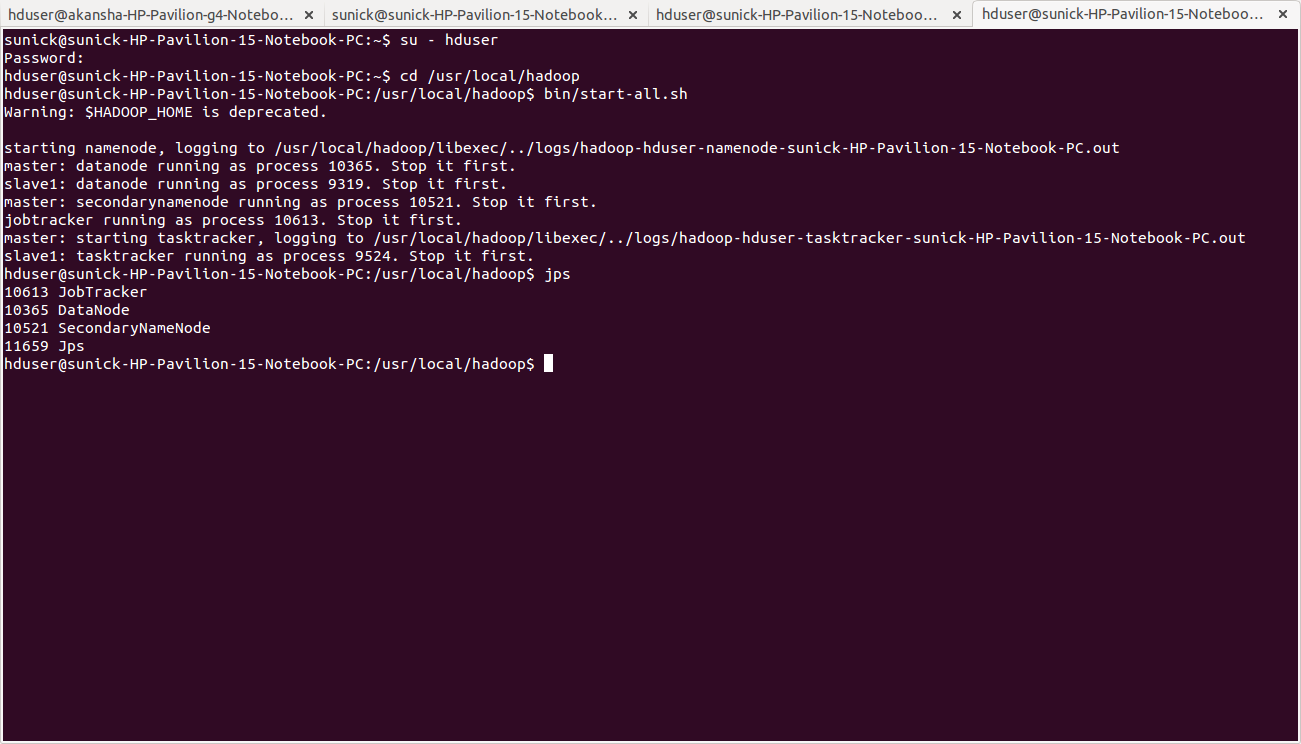 hduser@akansha-HP-Pavilion-g4-Notebo... × sunick@sunick-HP-Pavilion-15-Notebook... × hduser@sunick-HP-Pavilion-15-Noteboo... × hduser@sunick-HP-Pavilion-15-Noteboo... ×
sunick@sunick-HP-Pavilion-15-Notebook-PC:~$ su - hduser
Password:
hduser@sunick-HP-Pavilion-15-Notebook-PC:~$ cd /usr/local/hadoop
hduser@sunick-HP-Pavilion-15-Notebook-PC:/usr/local/hadoop$ bin/start-all.sh
Warning: $HADOOP_HOME is deprecated.
starting namenode, logging to /usr/local/hadoop/libexec/../logs/hadoop-hduser-namenode-sunick-HP-Pavilion-15-Notebook-PC.out
master: datanode running as process 10365. Stop it first.
slave1: datanode running as process 9319. Stop it first.
master: secondarynamenode running as process 10521. Stop it first.
jobtracker running as process 10613. Stop it first.
master: starting tasktracker, logging to /usr/local/hadoop/libexec/../logs/hadoop-hduser-tasktracker-sunick-HP-Pavilion-15-Notebook-PC.out
slave1: tasktracker running as process 9524. Stop it first.
hduser@sunick-HP-Pavilion-15-Notebook-PC:/usr/local/hadoop$ jps
10613 JobTracker
10365 DataNode
10521 SecondaryNameNode
11659 Jps
hduser@sunick-HP-Pavilion-15-Notebook-PC:/usr/local/hadoop$